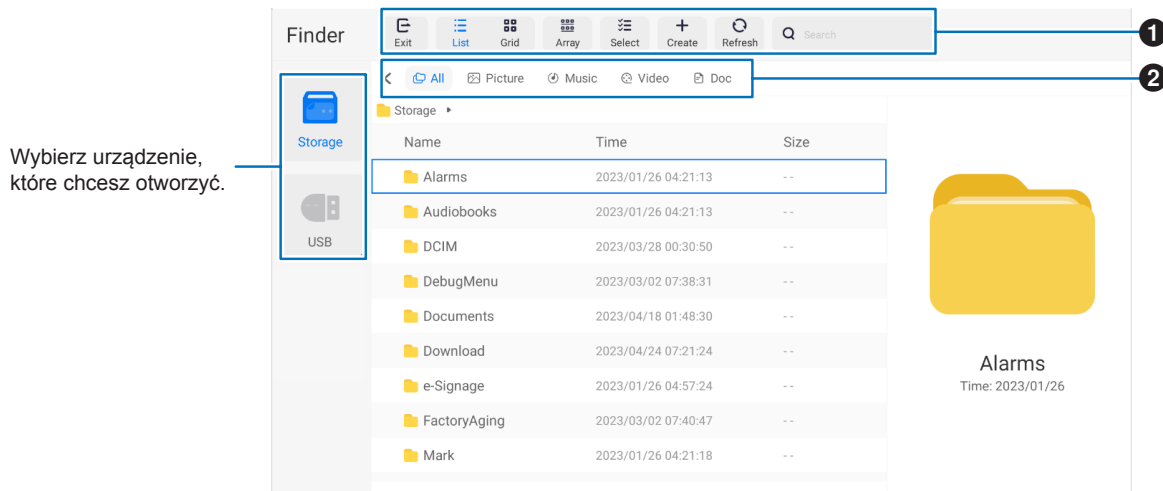 Finder
Exit List Grid Array Select Create Refresh Search
1
All Picture Music Video Doc
2
Storage
USB
Wybierz urządzenie,
które chcesz otworzyć.
Storage
Name Time Size
Alarms 2023/01/26 04:21:13 - -
Audiobooks 2023/01/26 04:21:13 - -
DCIM 2023/03/28 00:30:50 - -
DebugMenu 2023/03/02 07:38:31 - -
Documents 2023/04/18 01:48:30 - -
Download 2023/04/24 07:21:24 - -
e-Signage 2023/01/26 04:57:24 - -
FactoryAging 2023/03/02 07:40:47 - -
Mark 2023/01/26 04:21:18 - -
Alarms
Time: 2023/01/26